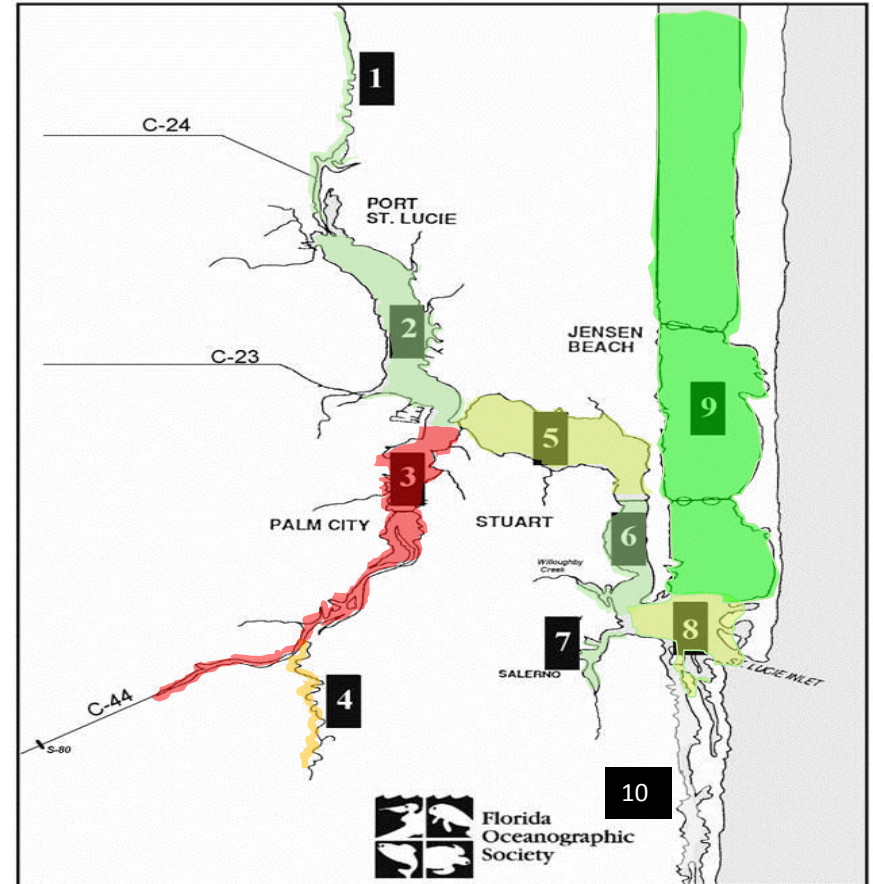 1
C-24
PORT
ST. LUCIE
2
JENSEN
BEACH
C-23
9
5
3
PALM CITY
STUART
6
Willoughby
Creek
7
8
SALERNO
ST. LUCIE INLET
4
C-44
S-80
10
Florida
Oceanographic
Society